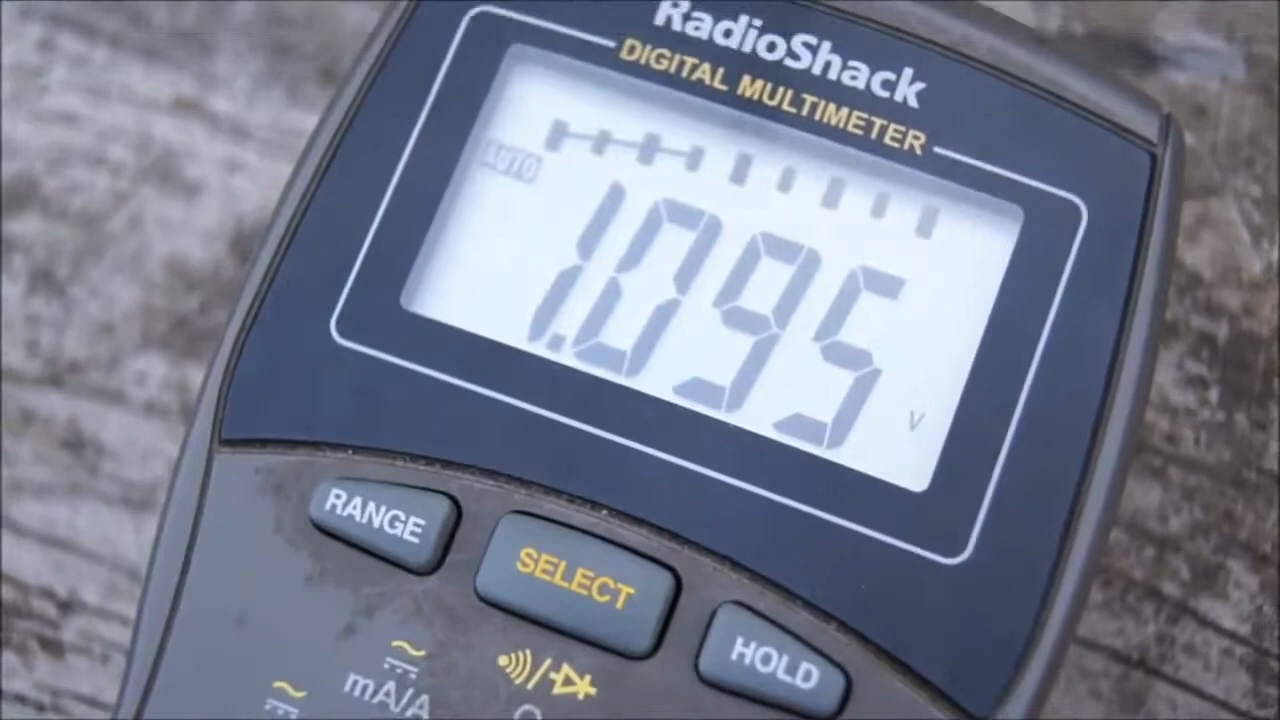 RadioShack
DIGITAL MULTIMETER
AUTO
1.095
V
RANGE
SELECT
HOLD
mA/A